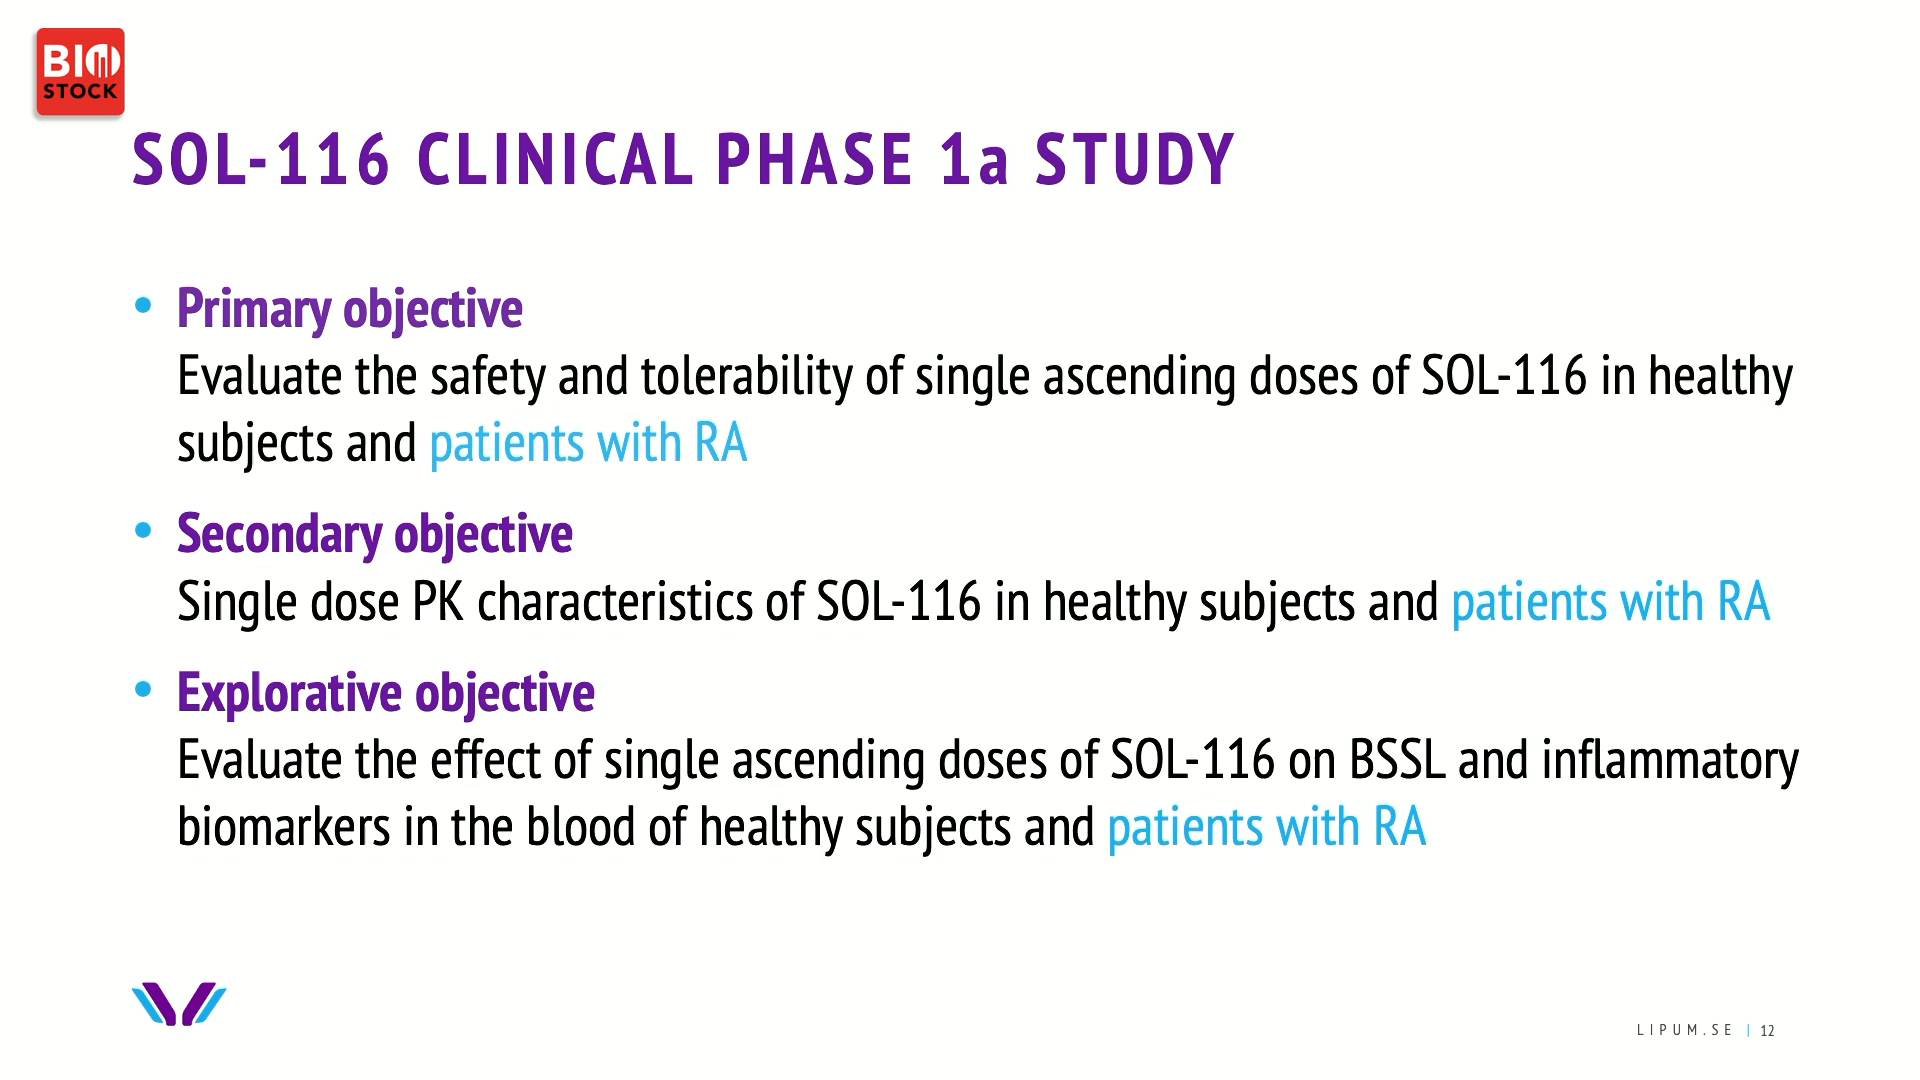 BIO
STOCK
SOL-116 CLINICAL PHASE 1a STUDY
• Primary objective
Evaluate the safety and tolerability of single ascending doses of SOL-116 in healthy
subjects and patients with RA
• Secondary objective
Single dose PK characteristics of SOL-116 in healthy subjects and patients with RA
• Explorative objective
Evaluate the effect of single ascending doses of SOL-116 on BSSL and inflammatory
biomarkers in the blood of healthy subjects and patients with RA
LIPUM.SE | 12